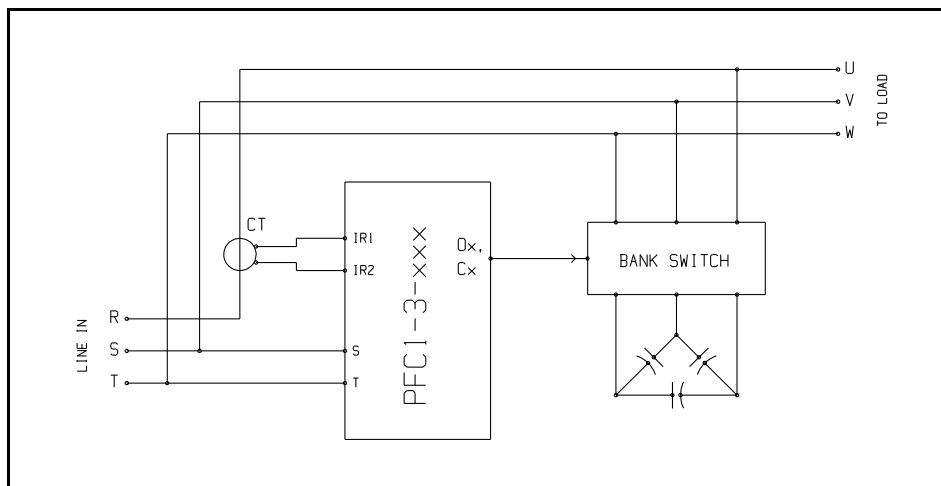 U
V
W
TO LOAD
CT
IR1
IR2
PFC1-3-xxx
Ox,
Cx
BANK SWITCH
LINE IN
R
S
T
S
T